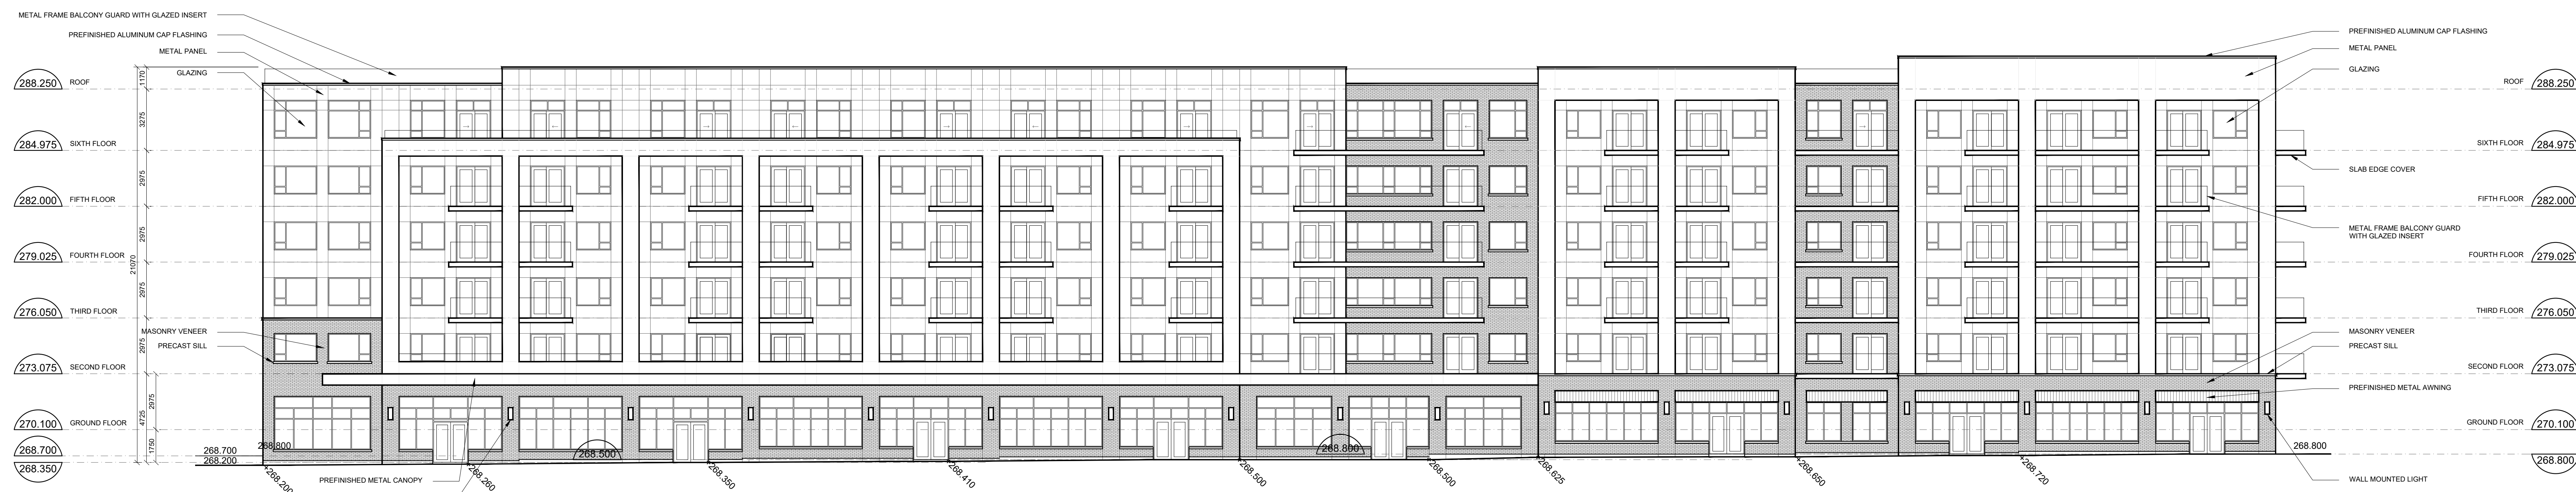 METAL FRAME BALCONY GUARD WITH GLAZED INSERT
PREFINISHED ALUMINUM CAP FLASHING
METAL PANEL
GLAZING
288.250 ROOF
284.975 SIXTH FLOOR
282.000 FIFTH FLOOR
279.025 FOURTH FLOOR
276.050 THIRD FLOOR
MASONRY VENEER
PRECAST SILL
273.075 SECOND FLOOR
270.100 GROUND FLOOR
268.700
268.350
268.700
268.200
268.800
1170
3275
2975
2975
2975
2975
2975
21070
4725
1750
PREFINISHED METAL CANOPY
268.500
268.800
+268.200
+268.260
+268.350
+268.410
+268.500
+268.500
+268.625
+268.650
+268.720
PREFINISHED ALUMINUM CAP FLASHING
METAL PANEL
GLAZING
ROOF 288.250
SIXTH FLOOR 284.975
SLAB EDGE COVER
FIFTH FLOOR 282.000
METAL FRAME BALCONY GUARD
WITH GLAZED INSERT
FOURTH FLOOR 279.025
THIRD FLOOR 276.050
MASONRY VENEER
PRECAST SILL
SECOND FLOOR 273.075
PREFINISHED METAL AWNING
GROUND FLOOR 270.100
268.800
268.800
WALL MOUNTED LIGHT